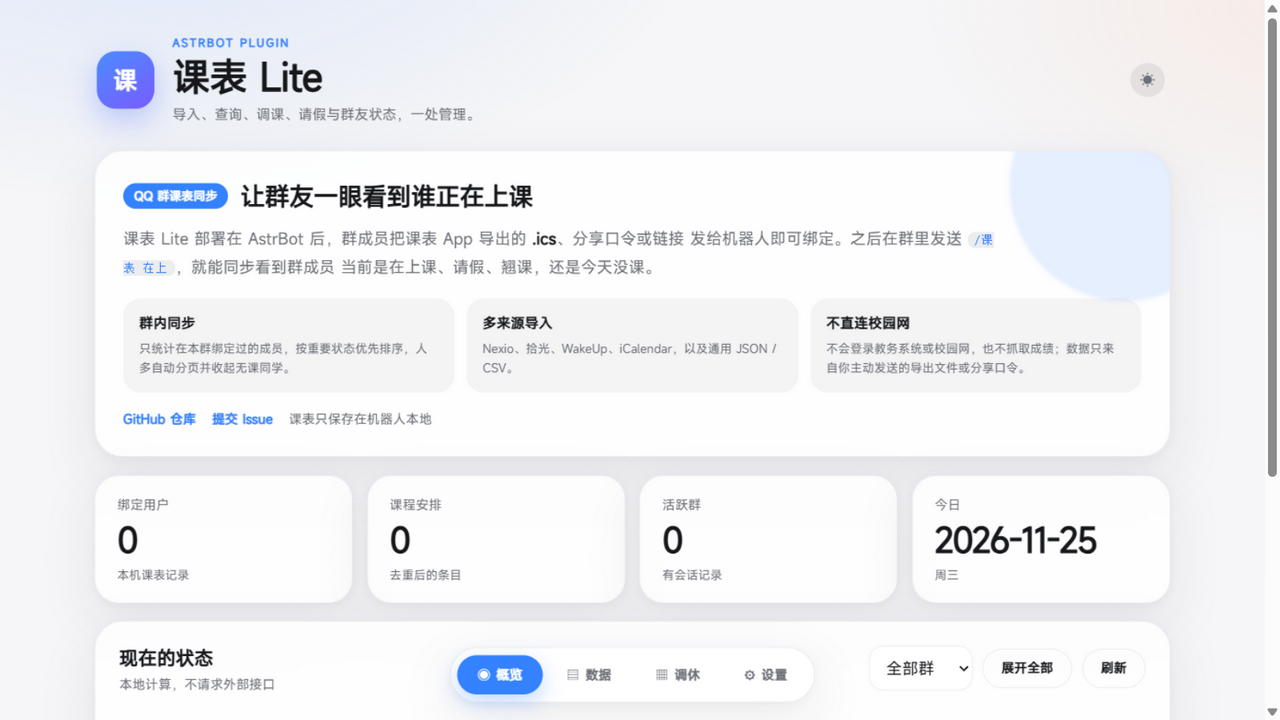 ASTRBOT PLUGIN
课
课表 Lite
导入、查询、调课、请假与群友状态，一处管理。
QQ 群课表同步
让群友一眼看到谁正在上课
课表 Lite 部署在 AstrBot 后，群成员把课表 App 导出的 .ics、分享口令或链接 发给机器人即可绑定。之后在群里发送 /课
表 在上 ，就能同步看到群成员 当前是在上课、请假、翘课，还是今天没课。
群内同步
只统计在本群绑定过的成员，按重要状态优先排序，人
多自动分页并收起无课同学。
多来源导入
Nexio、拾光、WakeUp、iCalendar，以及通用 JSON /
CSV。
不直连校园网
不会登录教务系统或校园网，也不抓取成绩；数据只来
自你主动发送的导出文件或分享口令。
GitHub 仓库 提交 Issue 课表只保存在机器人本地
绑定用户
0
本机课表记录
课程安排
0
去重后的条目
活跃群
0
有会话记录
今日
2026-11-25
周三
现在的状态
本地计算，不请求外部接口
概览 数据 调休 设置
全部群 展开全部 刷新